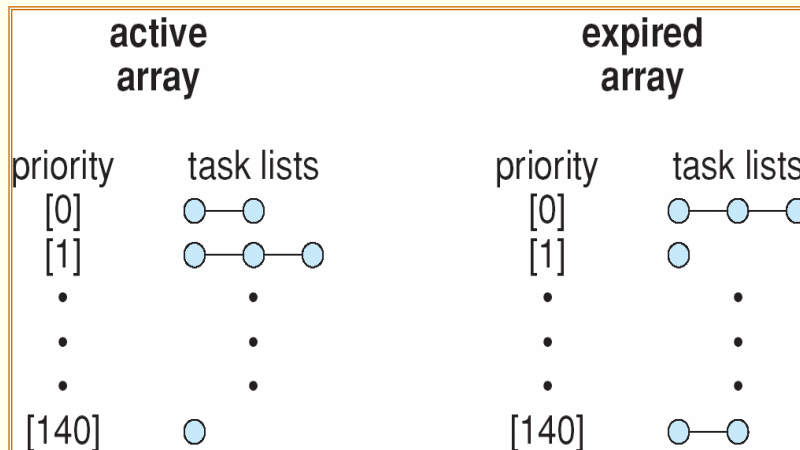 active
array
priority task lists
[0]
[1]
[140]
expired
array
priority task lists
[0]
[1]
[140]